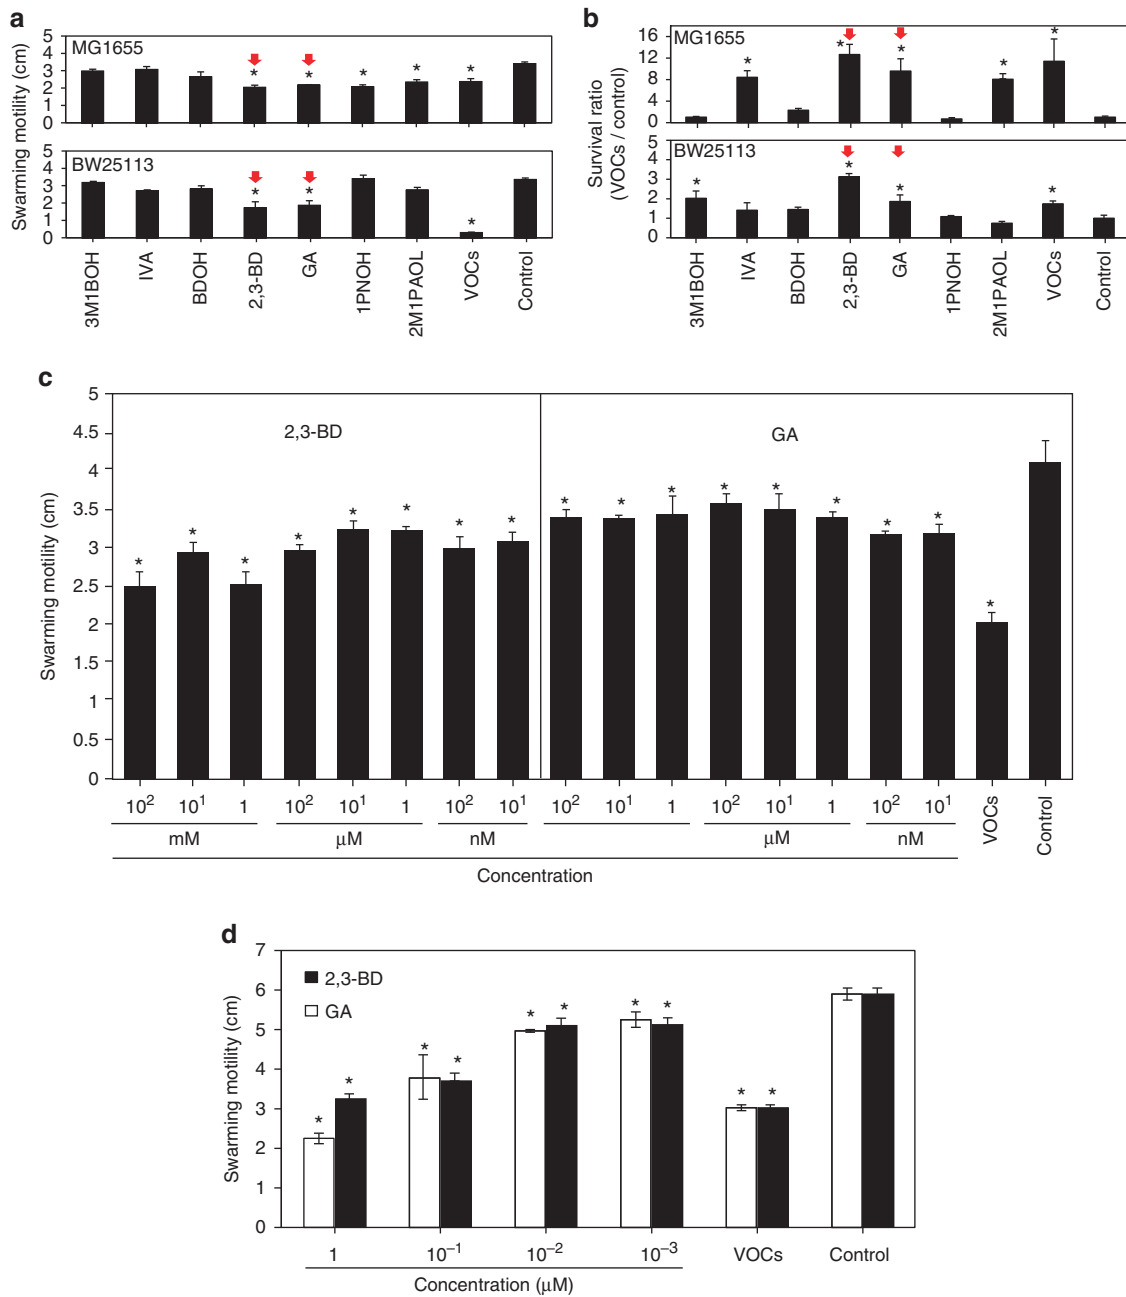 a
MG1655
5
4
3
2
1
0
BW25113
5
4
3
2
1
0
Swarming motility (cm)
* * * * *
* * *
3M1BOH
IVA
BDOH
2,3-BD
GA
1PNOH
2M1PAOL
VOCs
Control
b
MG1655
16
12
8
4
0
BW25113
5
4
3
2
1
0
Survival ratio
(VOCs / control)
* * * * *
* * * *
3M1BOH
IVA
BDOH
2,3-BD
GA
1PNOH
2M1PAOL
VOCs
Control
c
5
4.5
4
3.5
3
2.5
2
1.5
1
0.5
0
Swarming motility (cm)
2,3-BD
GA
* * * * * * * * * * * * * * * * *
10² 10¹ 1 10² 10¹ 1 10² 10¹ 10² 10¹ 1 10² 10¹ 1 10² 10¹
mM μM nM μM nM
VOCs
Control
Concentration
d
7
6
5
4
3
2
1
0
Swarming motility (cm)
2,3-BD
GA
* * * * * * * * * *
1 10⁻¹ 10⁻² 10⁻³ VOCs Control
Concentration (μM)